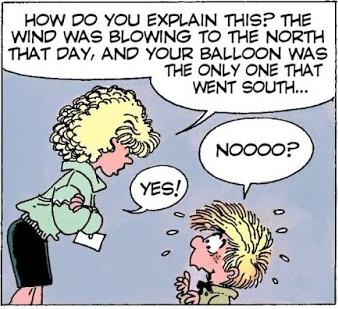 HOW DO YOU EXPLAIN THIS? THE
WIND WAS BLOWING TO THE NORTH
THAT DAY, AND YOUR BALLOON WAS
THE ONLY ONE THAT
WENT SOUTH...
NOOOO?
YES!